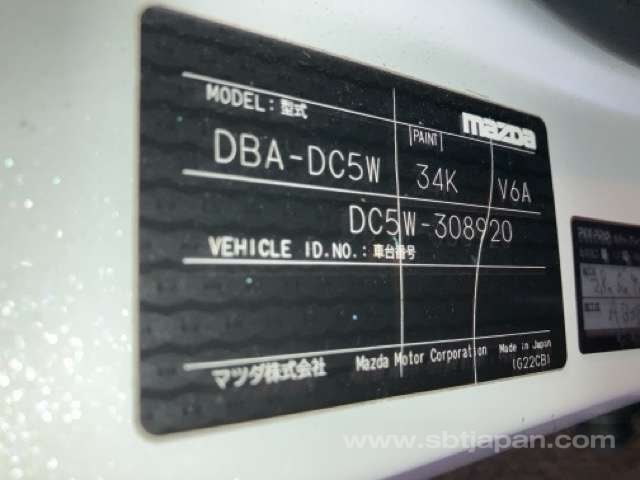 MODEL: 型式
PAINT
mazda
DBA-DC5W 34K V6A
DC5W-308920
VEHICLE ID.NO.: 車台番号
マツダ株式会社 Mazda Motor Corporation Made in Japan
(G22CB)
www.sbtjapan.com